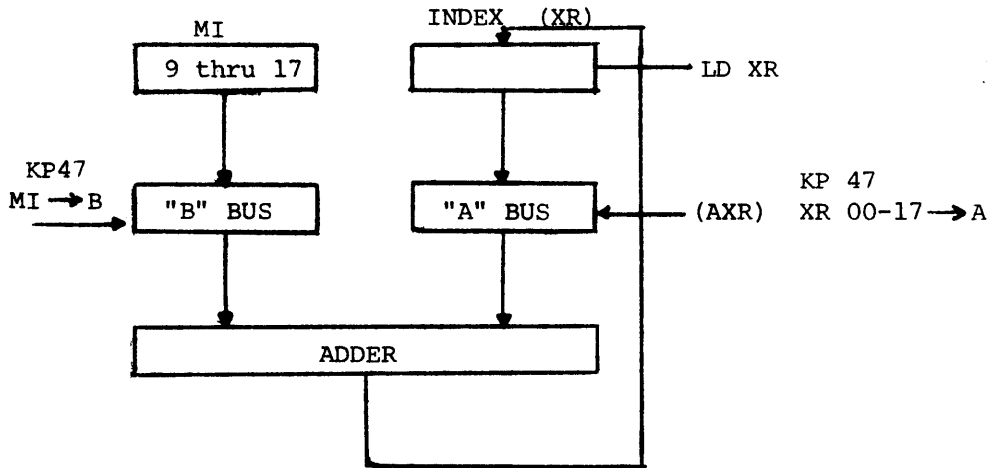 MI
INDEX (XR)
9 thru 17
LD XR
KP47
MI → B
"B" BUS
"A" BUS
(AXR)
KP 47
XR 00-17 → A
ADDER